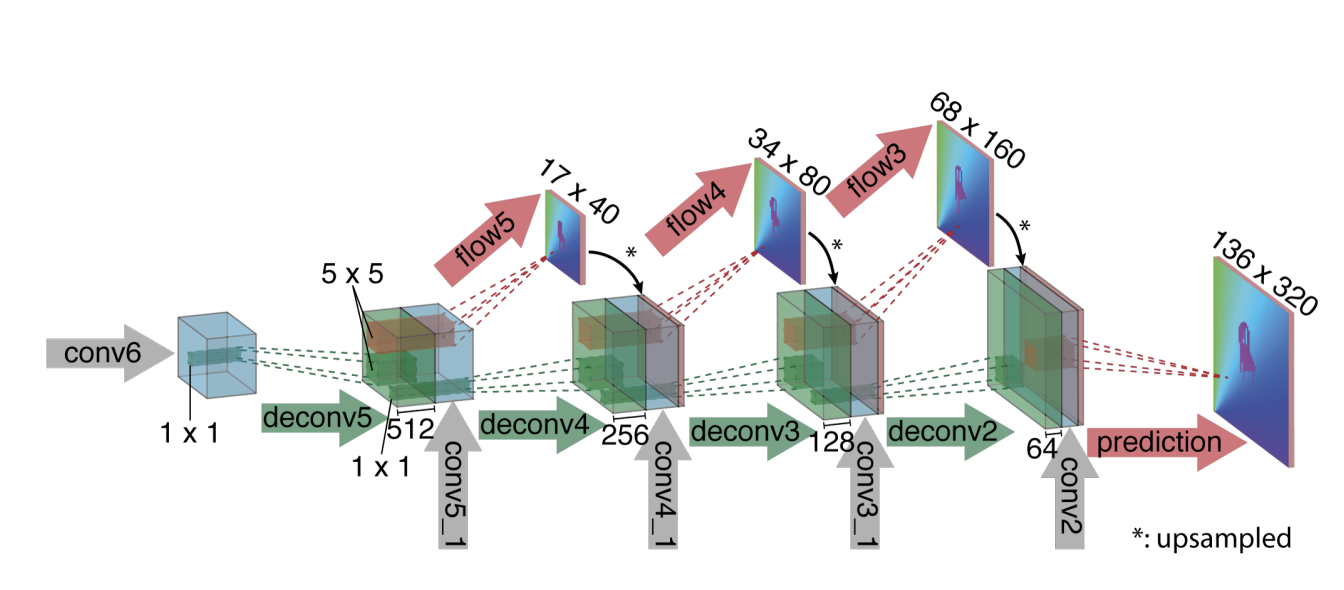 conv6
1 x 1
deconv5
5 x 5
512
1 x 1
conv5_1
flow5
17 x 40
*
deconv4
256
conv4_1
flow4
34 x 80
*
deconv3
128
conv3_1
flow3
68 x 160
*
deconv2
64
conv2
prediction
136 x 320
*: upsampled